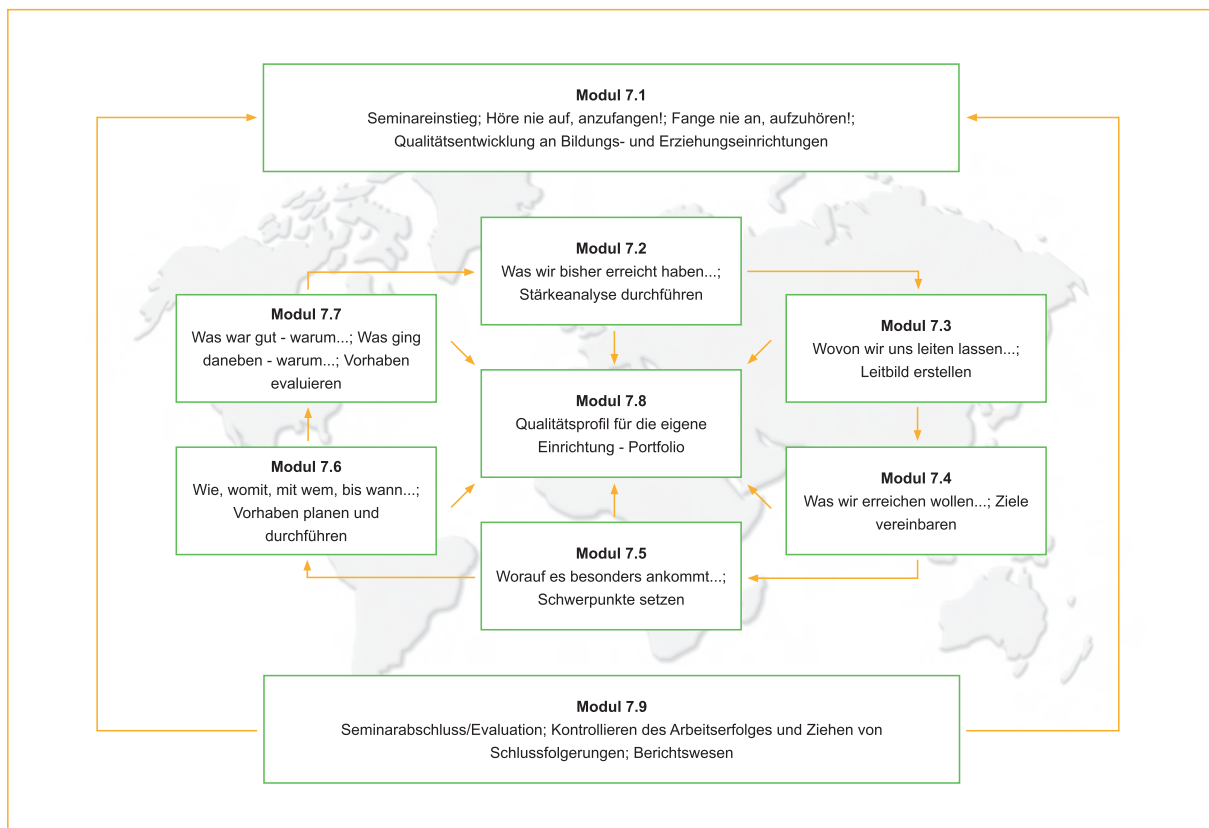 Modul 7.1
Seminareinstieg; Höre nie auf, anzufangen!; Fange nie an, aufzuhören!;
Qualitätsentwicklung an Bildungs- und Erziehungseinrichtungen
Modul 7.2
Was wir bisher erreicht haben...;
Stärkeanalyse durchführen
Modul 7.7
Was war gut - warum...; Was ging
daneben - warum...; Vorhaben
evaluieren
Modul 7.3
Wovon wir uns leiten lassen...;
Leitbild erstellen
Modul 7.8
Qualitätsprofil für die eigene
Einrichtung - Portfolio
Modul 7.6
Wie, womit, mit wem, bis wann...;
Vorhaben planen und
durchführen
Modul 7.4
Was wir erreichen wollen...; Ziele
vereinbaren
Modul 7.5
Worauf es besonders ankommt...;
Schwerpunkte setzen
Modul 7.9
Seminarabschluss/Evaluation; Kontrollieren des Arbeitserfolges und Ziehen von
Schlussfolgerungen; Berichtswesen